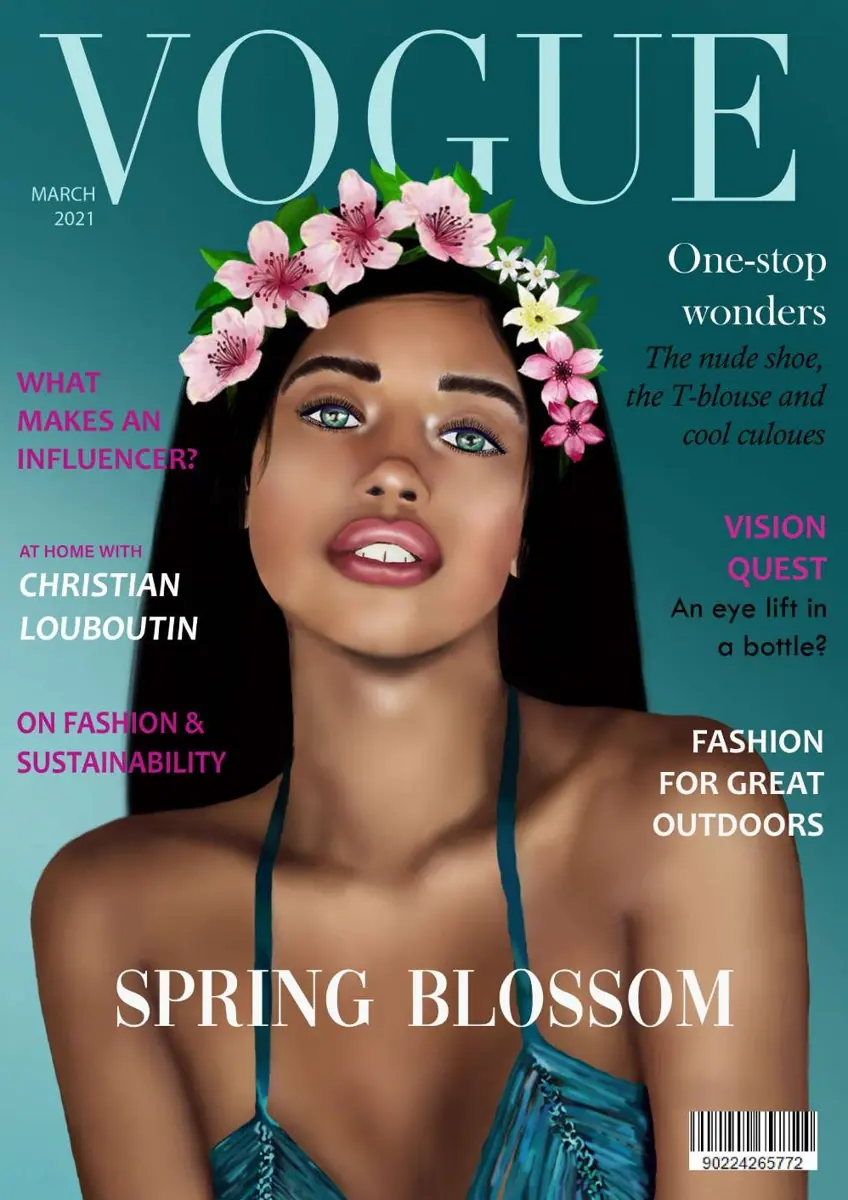 VOGUE
MARCH
2021
One-stop
wonders
The nude shoe,
the T-blouse and
cool culoues
WHAT
MAKES AN
INFLUENCER?
AT HOME WITH
CHRISTIAN
LOUBOUTIN
VISION
QUEST
An eye lift in
a bottle?
ON FASHION &
SUSTAINABILITY
FASHION
FOR GREAT
OUTDOORS
SPRING BLOSSOM
90224265772